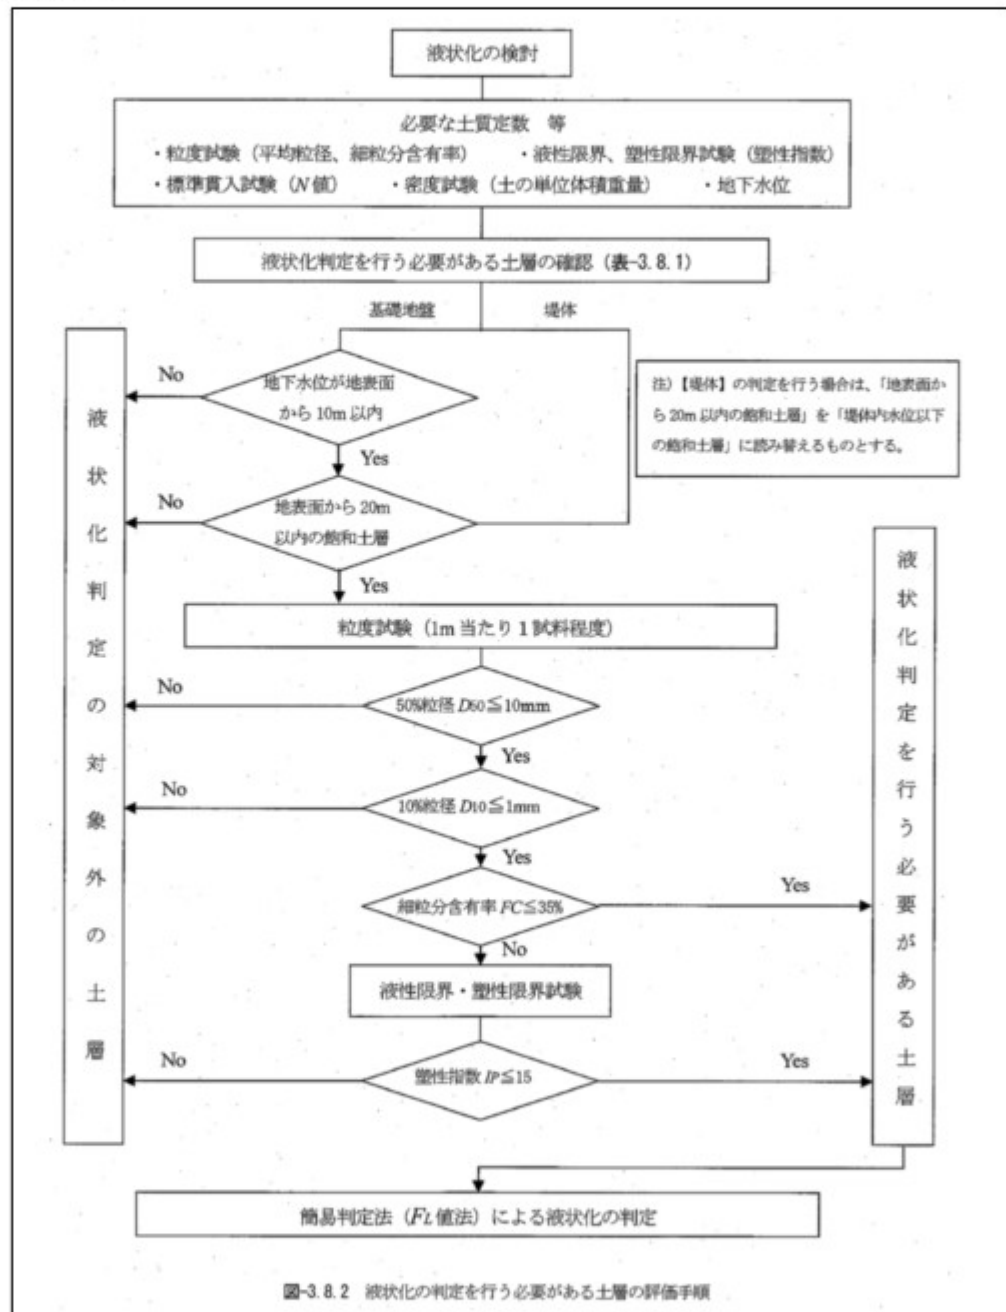 液状化の検討
必要な土質定数 等
・粒度試験（平均粒径、細粒分含有率） ・液性限界、塑性限界試験（塑性指数）
・標準貫入試験（N値） ・密度試験（土の単位体積重量） ・地下水位
液状化判定を行う必要がある土層の確認（表-3.8.1）
基礎地盤 堤体
地下水位が地表面
から10m以内
No
Yes
注）【堤体】の判定を行う場合は、「地表面か
ら20m以内の飽和土層」を「堤体内水位以下
の飽和土層」に読み替えるものとする。
地表面から20m
以内の飽和土層
No
Yes
粒度試験（1m当たり1試料程度）
50%粒径 D50≦10mm
No
Yes
10%粒径 D10≦1mm
No
Yes
細粒分含有率 FC≦35%
Yes
No
液性限界・塑性限界試験
塑性指数 IP≦15
No
Yes
液状化判定の対象外の土層
液状化判定を行う必要がある土層
簡易判定法（FL値法）による液状化の判定
図-3.8.2 液状化の判定を行う必要がある土層の評価手順